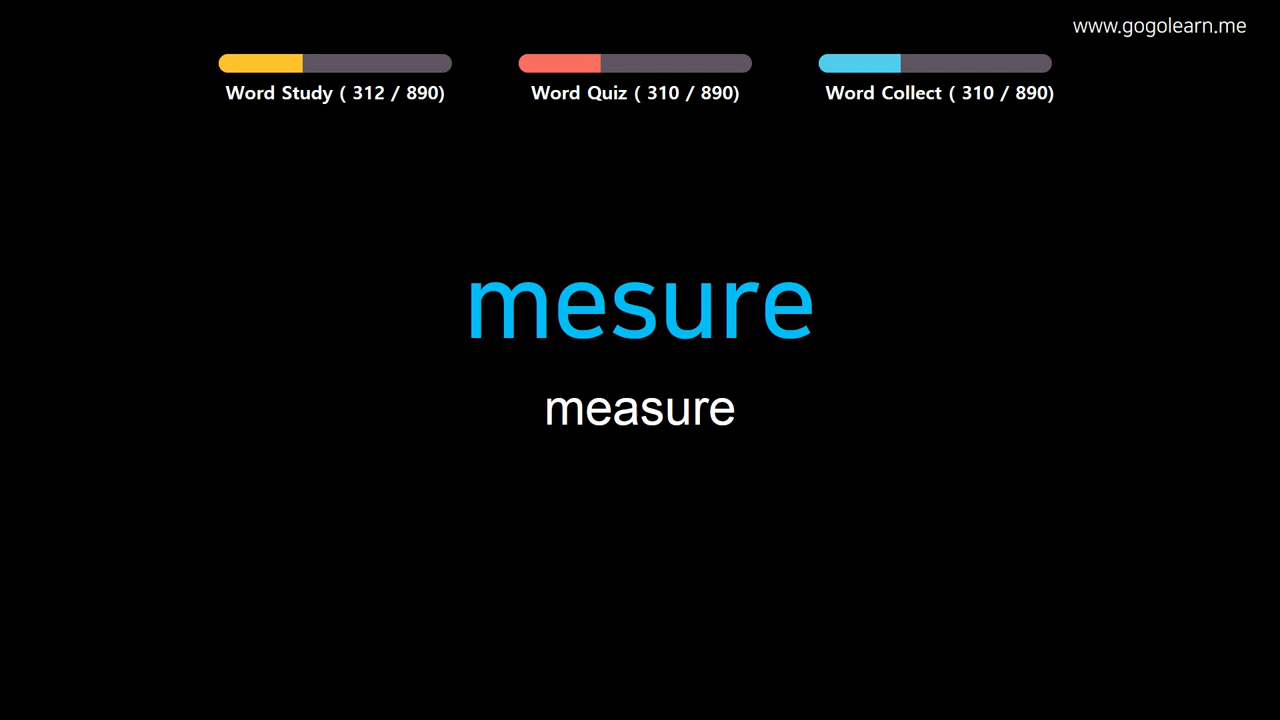 www.gogolearn.me
Word Study ( 312 / 890)
Word Quiz ( 310 / 890)
Word Collect ( 310 / 890)
mesure
measure